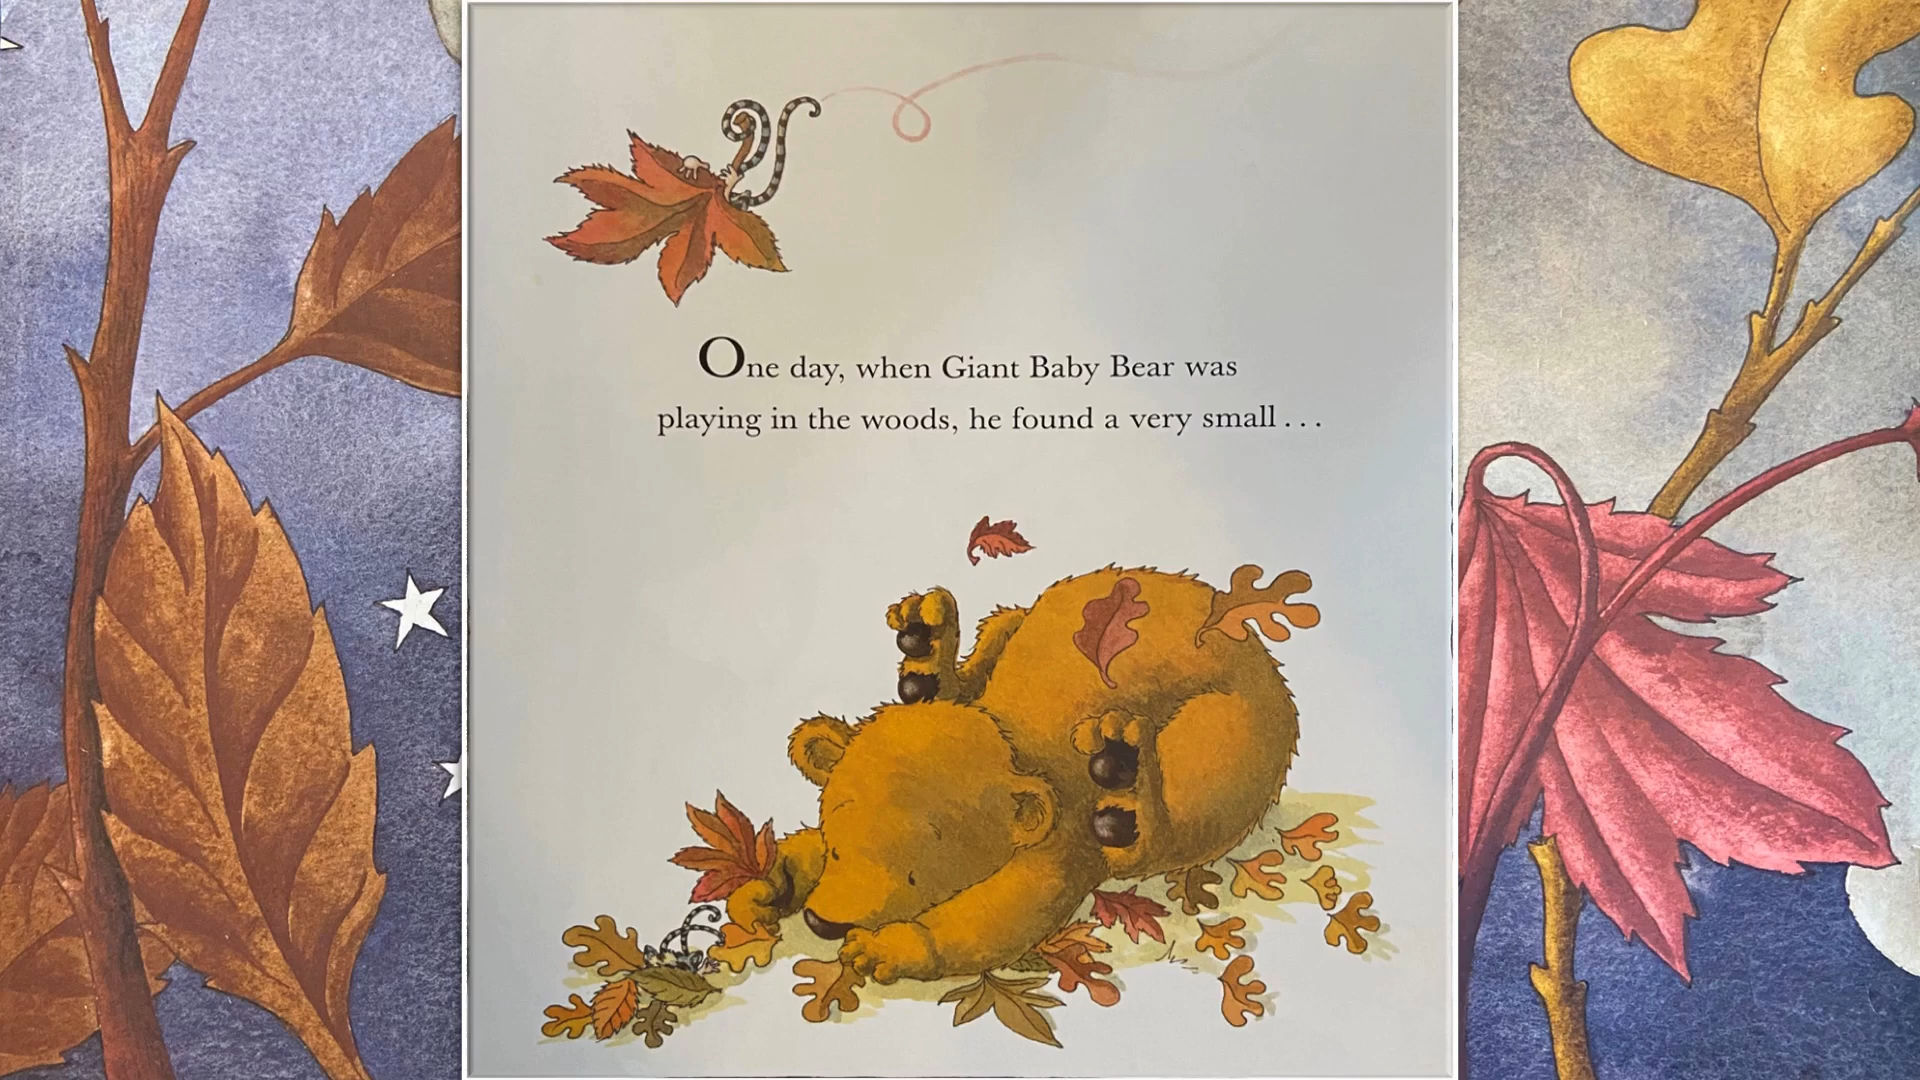 One day, when Giant Baby Bear was
playing in the woods, he found a very small . . .